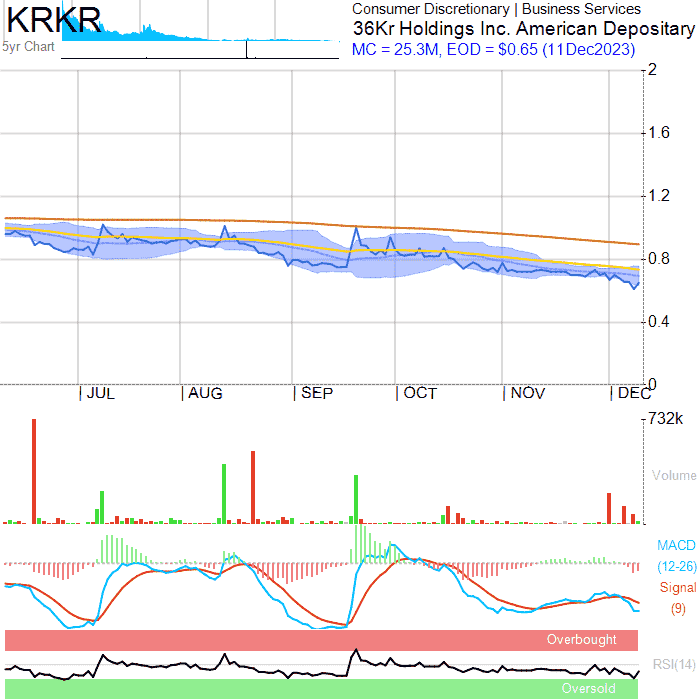 KRKR
5yr Chart
Consumer Discretionary | Business Services
36Kr Holdings Inc. American Depositary
MC = 25.3M, EOD = $0.65 (11Dec2023)
2
1.6
1.2
0.8
0.4
0
JUL
AUG
SEP
OCT
NOV
DEC
732k
Volume
MACD
(12-26)
Signal
(9)
Overbought
RSI(14)
Oversold